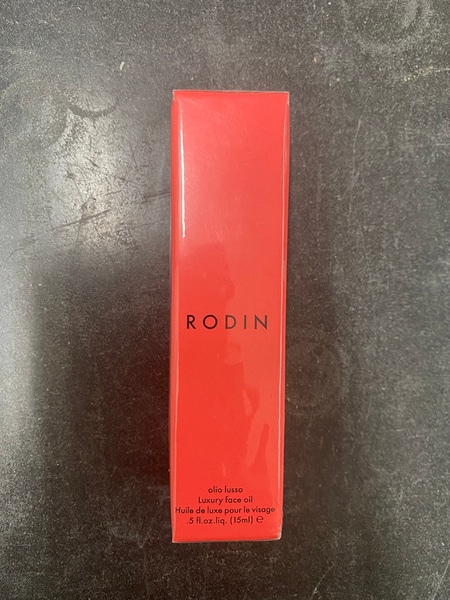 RODIN
olio lusso
Luxury face oil
Huile de luxe pour le visage
.5 fl.oz.liq. (15ml) ℮